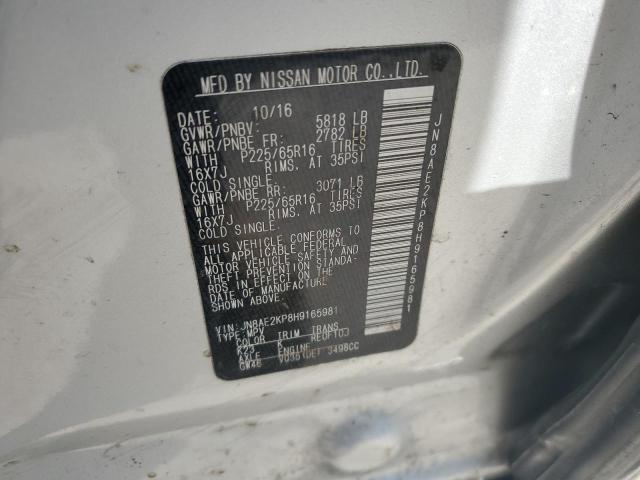 MFD BY NISSAN MOTOR CO.,LTD.
DATE: 10/16
GVWR/PNBV: 5818 LB
GAWR/PNBE FR: 2782 LB
WITH P225/65R16 TIRES
16X7J RIMS, AT 35PSI
COLD SINGLE.
GAWR/PNBE RR: 3071 LB
WITH P225/65R16 TIRES
16X7J RIMS, AT 35PSI
COLD SINGLE.
THIS VEHICLE CONFORMS TO
ALL APPLICABLE FEDERAL
MOTOR VEHICLE SAFETY AND
THEFT PREVENTION STANDA-
RDS IN EFFECT ON THE
DATE OF MANUFACTURE.
VIN:JN8AE2KP8H9165981
TYPE:MPV
COLOR TRIM TRANS
K23 K RE0F10J
AXLE ENGINE
GW46 3498CC
JN8AE2KP8H9165981